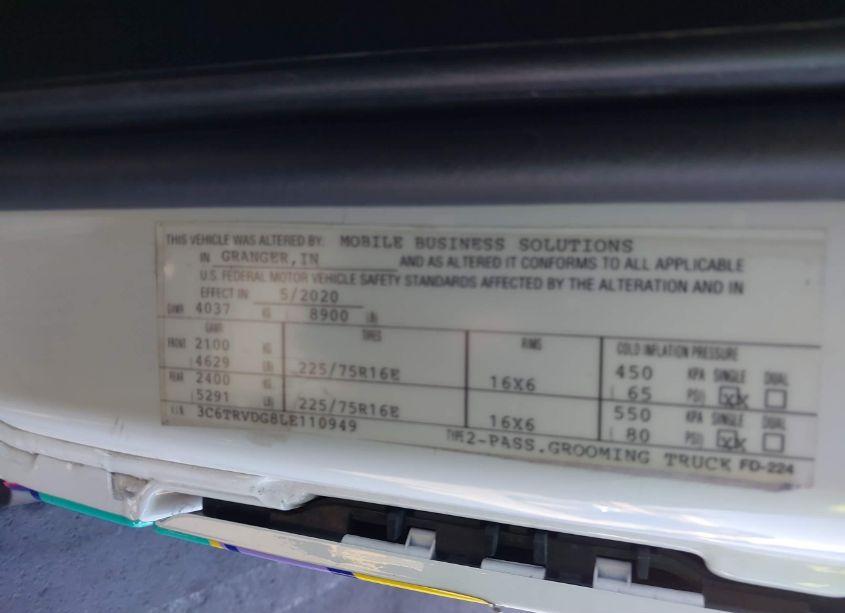 THIS VEHICLE WAS ALTERED BY: MOBILE BUSINESS SOLUTIONS
IN GRANGER, IN AND AS ALTERED IT CONFORMS TO ALL APPLICABLE
U.S. FEDERAL MOTOR VEHICLE SAFETY STANDARDS AFFECTED BY THE ALTERATION AND IN
EFFECT IN 5/2020
GVWR 4037 KG 8900 LB
GAWR TIRES RIMS COLD INFLATION PRESSURE
FRONT 2100 KG 225/75R16E 16X6 450 KPA SINGLE DUAL
4629 LB 65 PSI XX
REAR 2400 KG 225/75R16E 16X6 550 KPA SINGLE DUAL
5291 LB 80 PSI XX
VIN 3C6TRVDG8LE110949 TYPE 2-PASS.GROOMING TRUCK FD-224